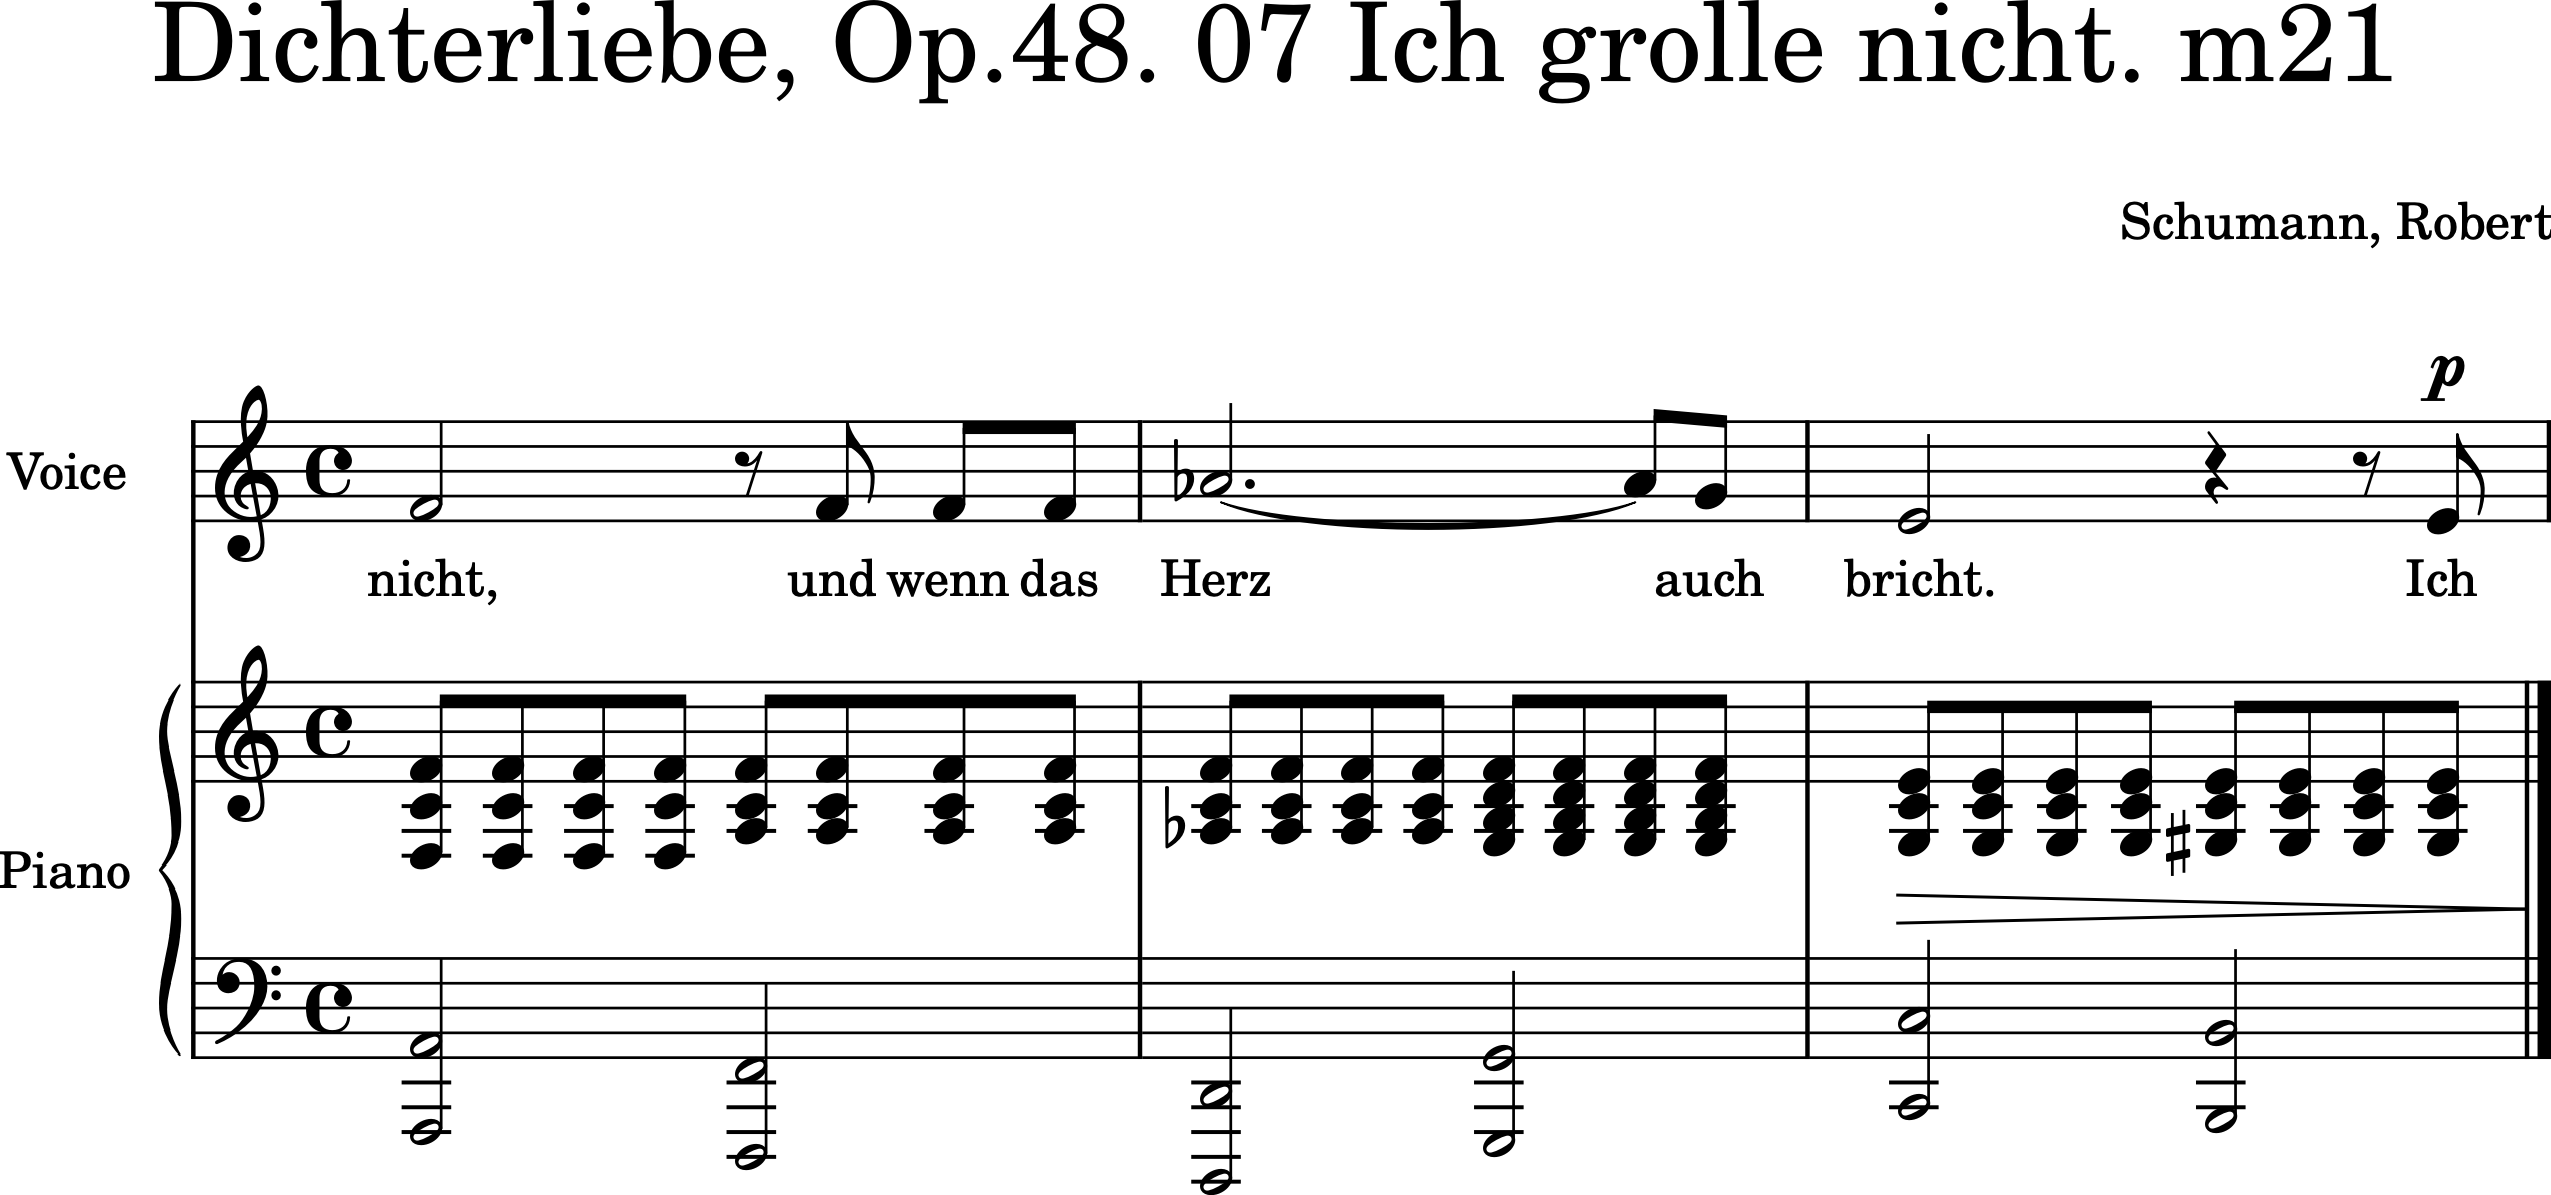 Dichterliebe, Op.48. 07 Ich grolle nicht. m21
Schumann, Robert
p
Voice
nicht, und wenn das Herz auch bricht. Ich
Piano